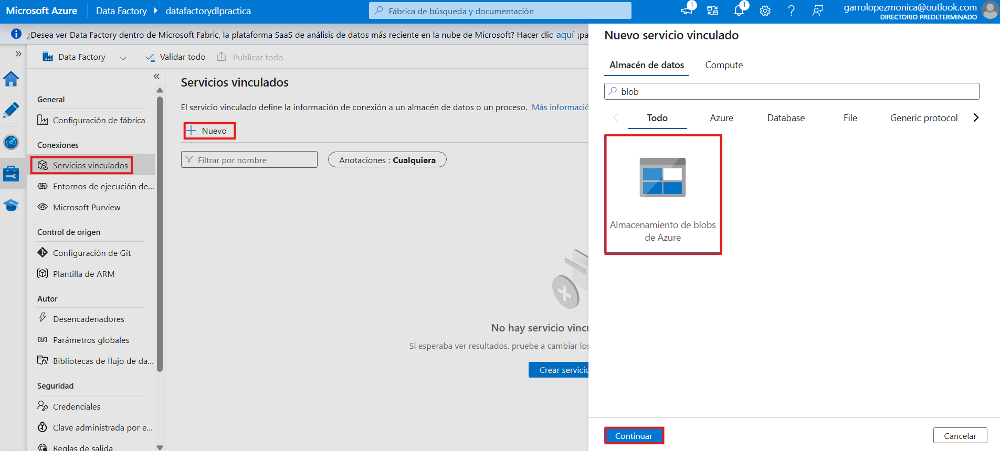 Microsoft Azure
Data Factory
datafactorydlpractica
Fábrica de búsqueda y documentación
1
1
garrolopezmonica@outlook.com
DIRECTORIO PREDETERMINADO
¿Desea ver Data Factory dentro de Microsoft Fabric, la plataforma SaaS de análisis de datos más reciente en la nube de Microsoft? Hacer clic aquí ¡pa
Data Factory
Validar todo
Publicar todo
General
Configuración de fábrica
Conexiones
Servicios vinculados
Entornos de ejecución de...
Microsoft Purview
Control de origen
Configuración de Git
Plantilla de ARM
Autor
Desencadenadores
Parámetros globales
Bibliotecas de flujo de da...
Seguridad
Credenciales
Clave administrada por e...
Reglas de salida
Servicios vinculados
El servicio vinculado define la información de conexión a un almacén de datos o un proceso. Más informació
Nuevo
Filtrar por nombre
Anotaciones : Cualquiera
No hay servicio vincu
Si esperaba ver resultados, pruebe a cambiar los
Crear servicio
Nuevo servicio vinculado
Almacén de datos
Compute
blob
Todo
Azure
Database
File
Generic protocol
Almacenamiento de blobs
de Azure
Continuar
Cancelar